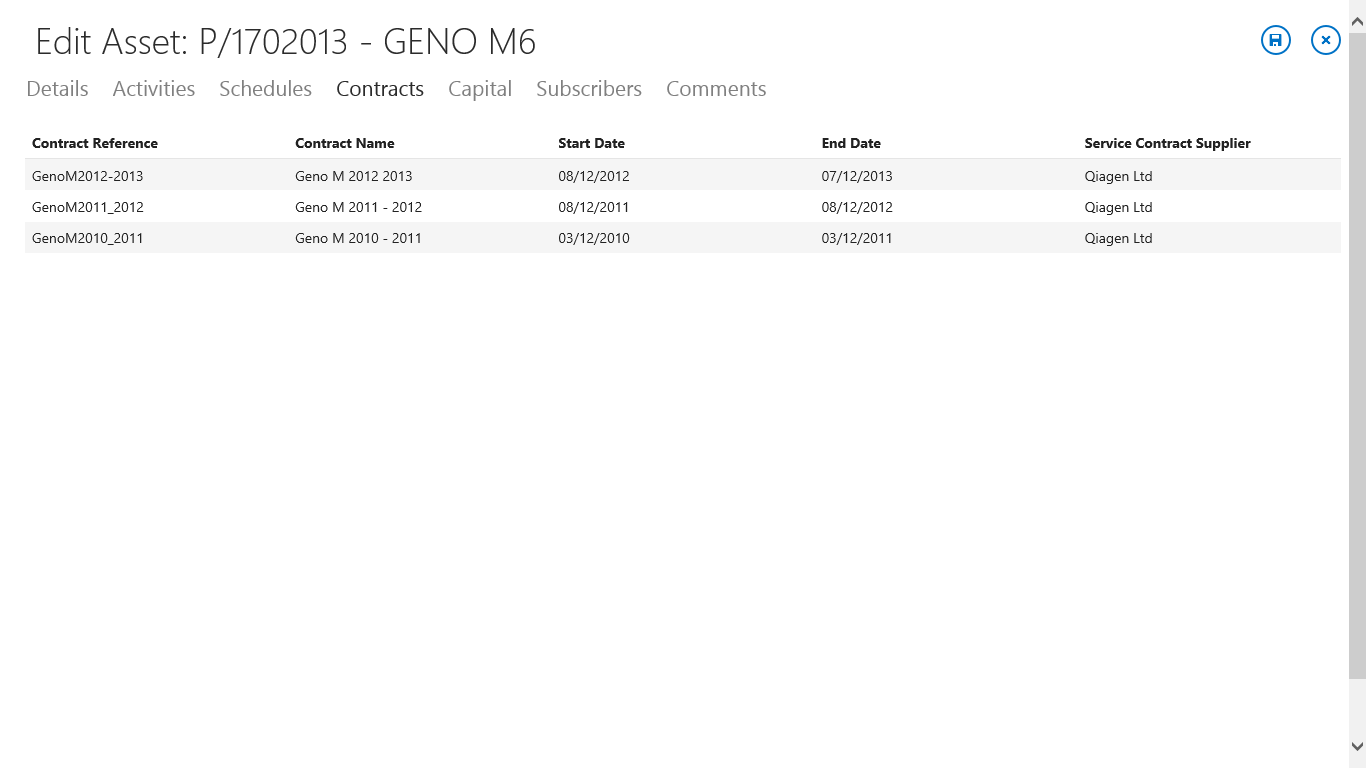 Edit Asset: P/1702013 - GENO M6
Details Activities Schedules Contracts Capital Subscribers Comments
Contract Reference Contract Name Start Date End Date Service Contract Supplier
GenoM2012-2013 Geno M 2012 2013 08/12/2012 07/12/2013 Qiagen Ltd
GenoM2011_2012 Geno M 2011 - 2012 08/12/2011 08/12/2012 Qiagen Ltd
GenoM2010_2011 Geno M 2010 - 2011 03/12/2010 03/12/2011 Qiagen Ltd